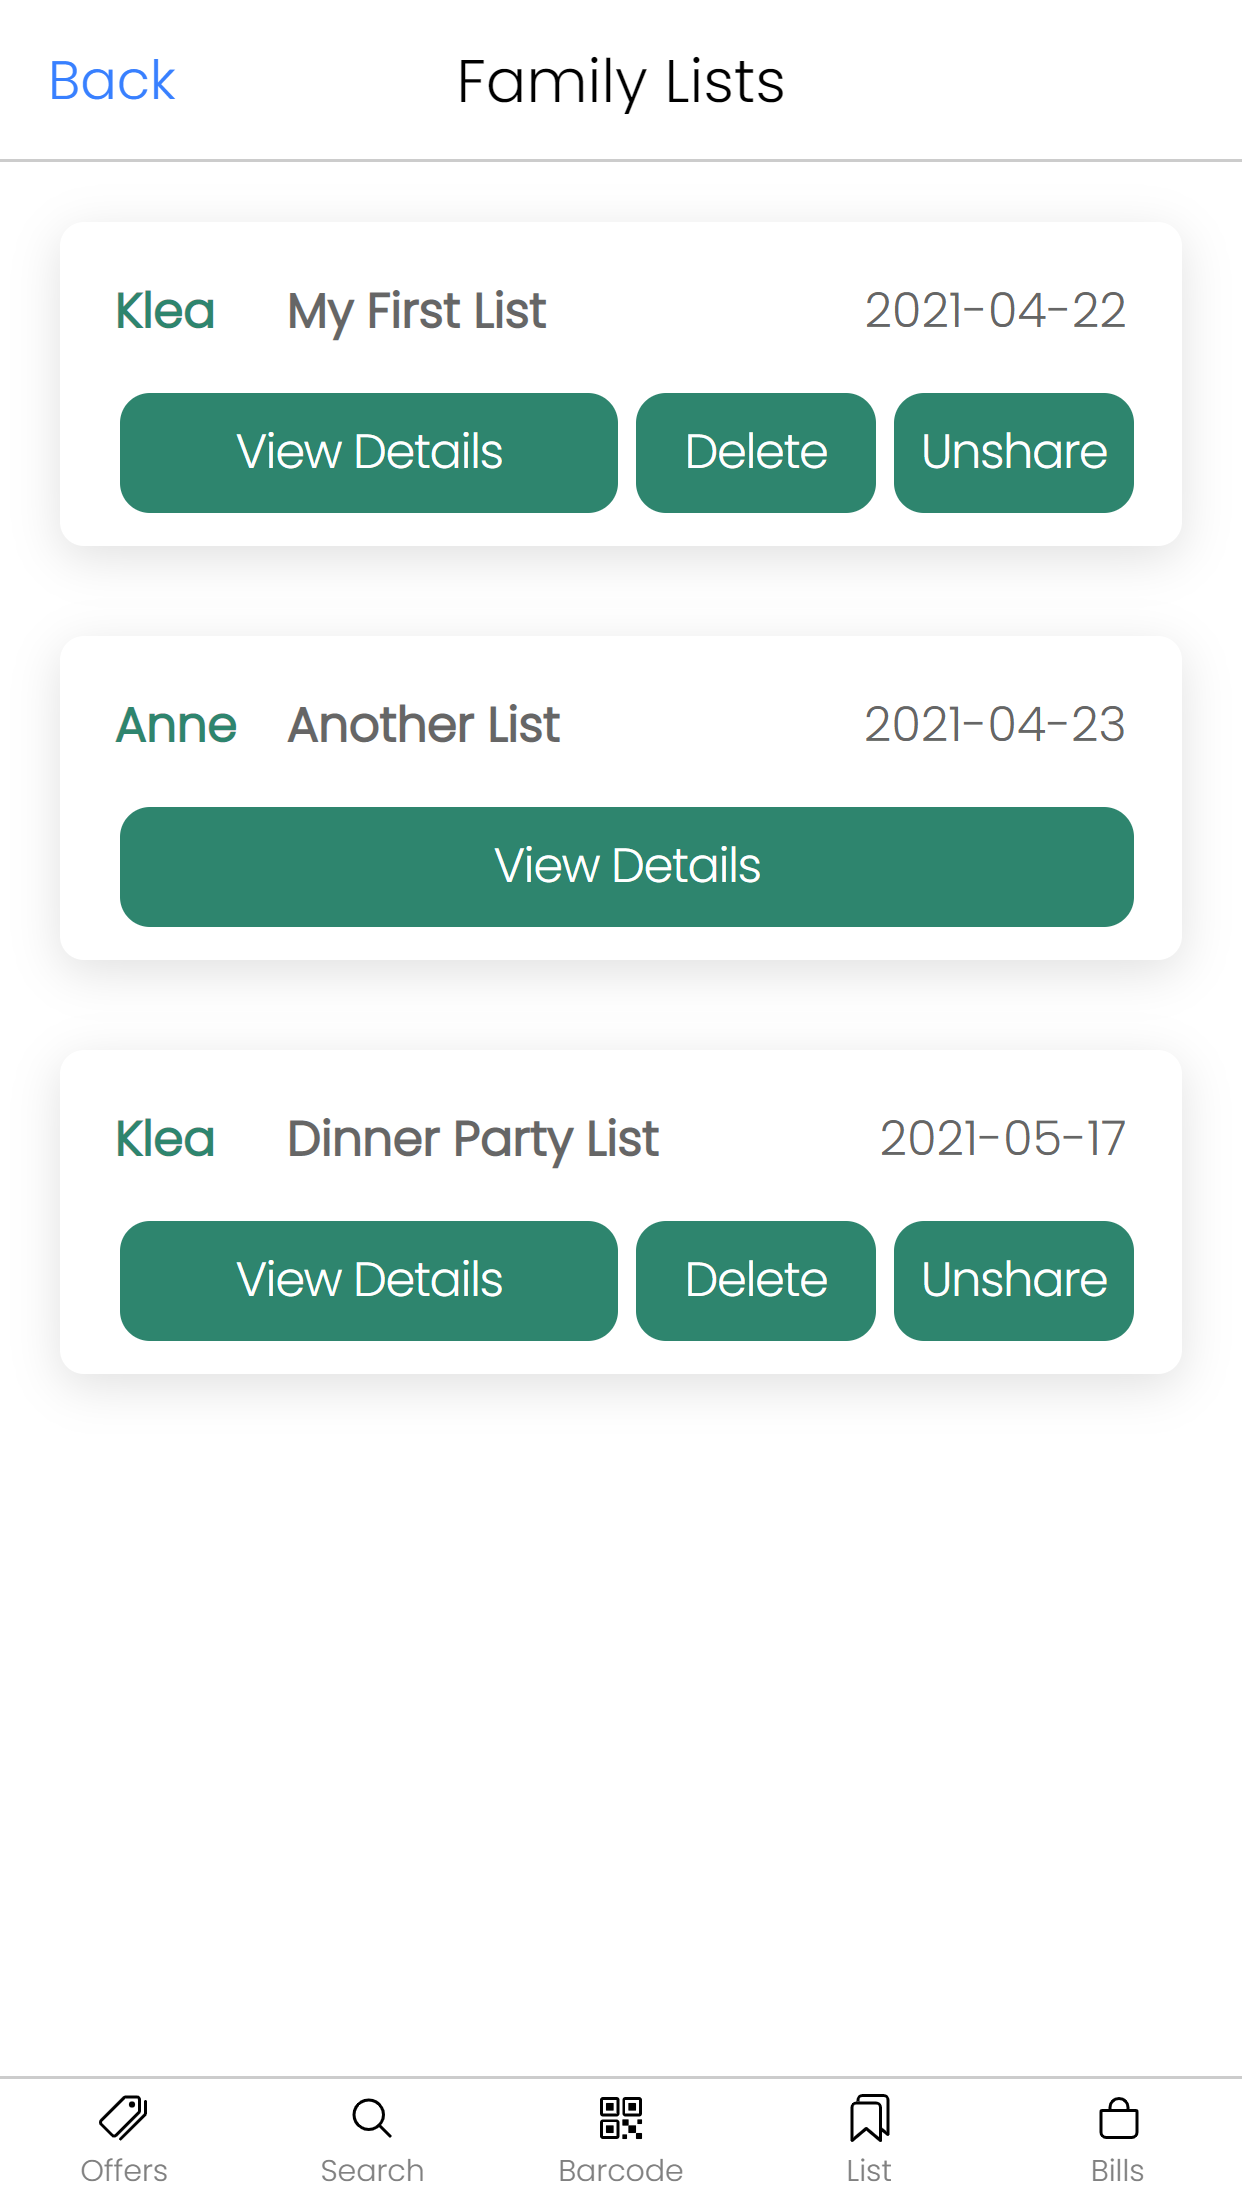 Back Family Lists
Klea My First List 2021-04-22
View Details Delete Unshare
Anne Another List 2021-04-23
View Details
Klea Dinner Party List 2021-05-17
View Details Delete Unshare
Offers Search Barcode List Bills